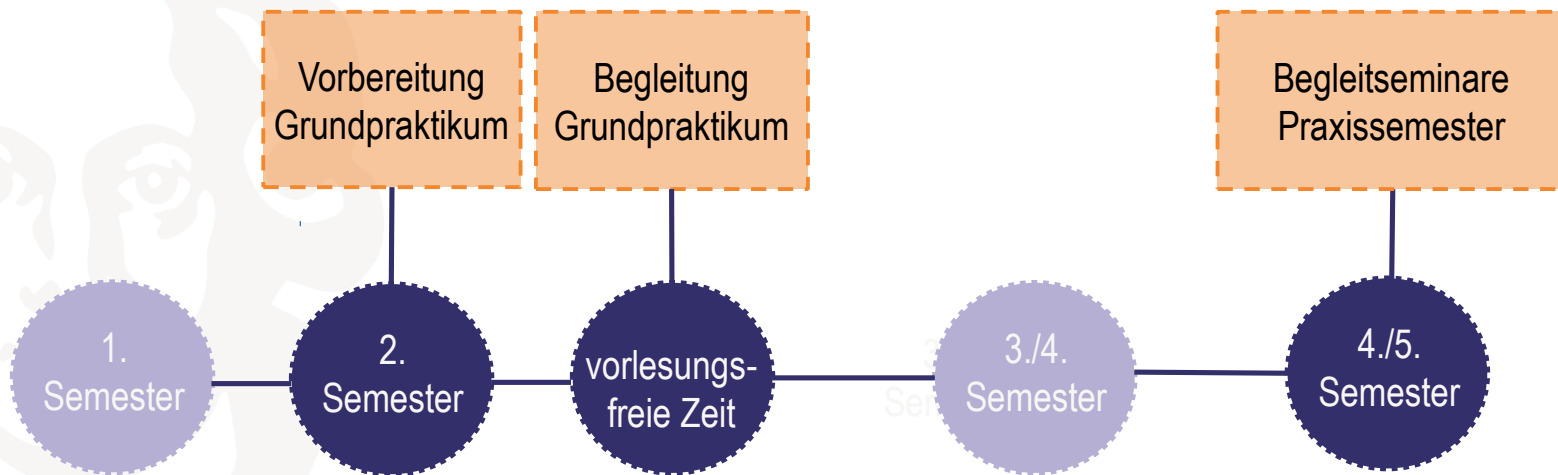 Vorbereitung
Grundpraktikum
Begleitung
Grundpraktikum
Begleitseminare
Praxissemester
1.
Semester
2.
Semester
vorlesungs-
freie Zeit
3./4.
Semester
4./5.
Semester